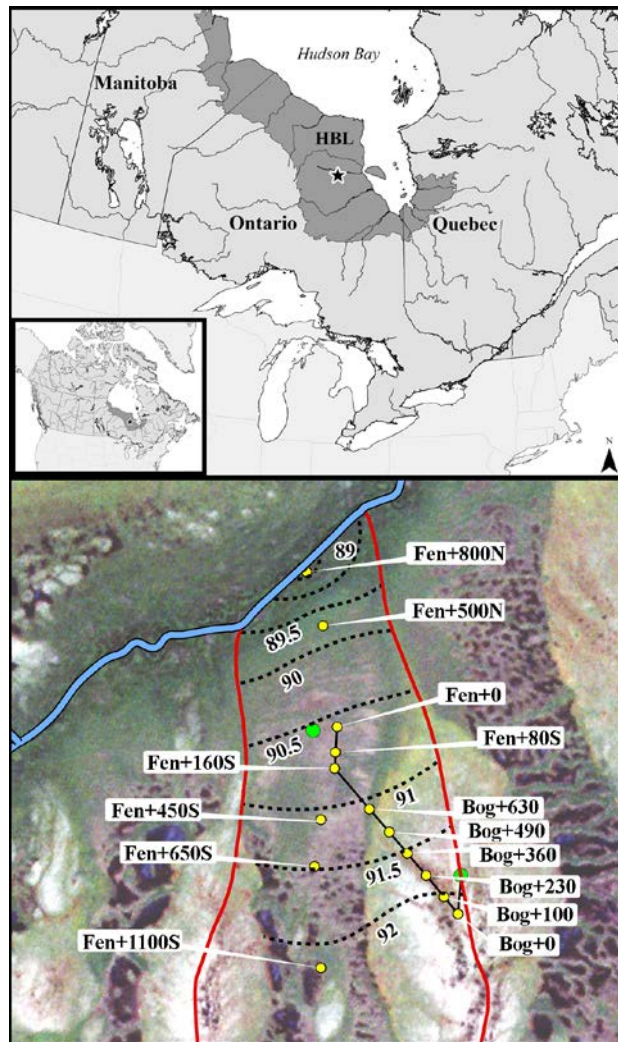 Hudson Bay
Manitoba
HBL
Ontario
Quebec
N
89
Fen+800N
89.5
Fen+500N
90
Fen+0
90.5
Fen+80S
Fen+160S
91
Bog+630
Fen+450S
Bog+490
Fen+650S
Bog+360
91.5
Bog+230
Bog+100
92
Bog+0
Fen+1100S